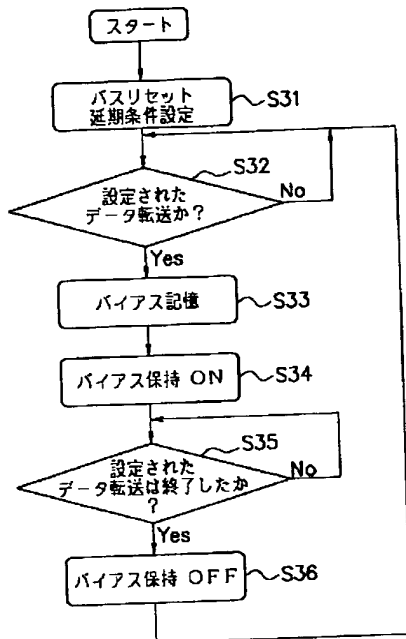 スタート
バスリセット
延期条件設定
S31
S32
設定された
データ転送か?
No
Yes
バイアス記憶
S33
バイアス保持 ON
S34
S35
設定された
データ転送は終了したか
?
No
Yes
バイアス保持 OFF
S36